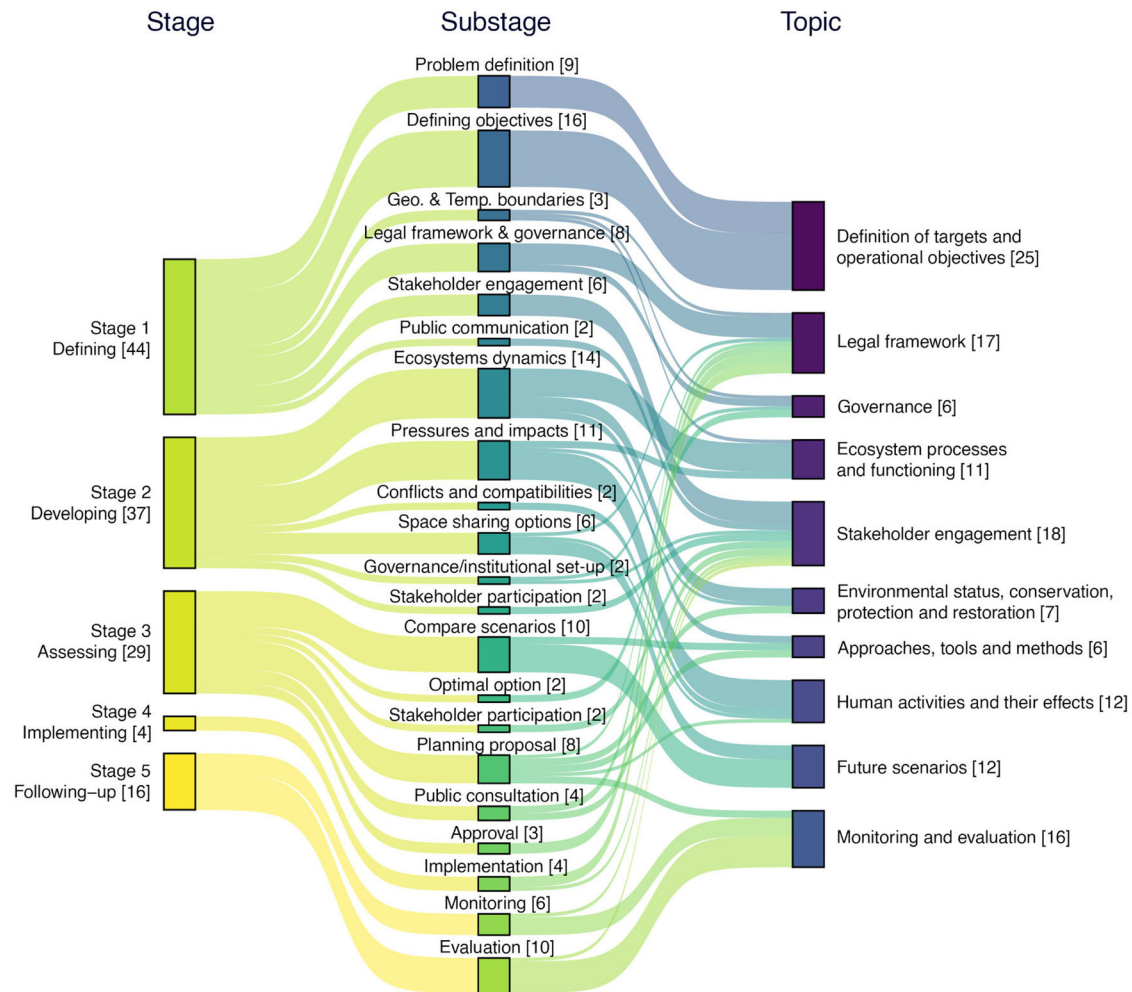 Stage
Substage
Topic
Stage 1
Defining [44]
Stage 2
Developing [37]
Stage 3
Assessing [29]
Stage 4
Implementing [4]
Stage 5
Following–up [16]
Problem definition [9]
Defining objectives [16]
Geo. & Temp. boundaries [3]
Legal framework & governance [8]
Stakeholder engagement [6]
Public communication [2]
Ecosystems dynamics [14]
Pressures and impacts [11]
Conflicts and compatibilities [2]
Space sharing options [6]
Governance/institutional set-up [2]
Stakeholder participation [2]
Compare scenarios [10]
Optimal option [2]
Stakeholder participation [2]
Planning proposal [8]
Public consultation [4]
Approval [3]
Implementation [4]
Monitoring [6]
Evaluation [10]
Definition of targets and
operational objectives [25]
Legal framework [17]
Governance [6]
Ecosystem processes
and functioning [11]
Stakeholder engagement [18]
Environmental status, conservation,
protection and restoration [7]
Approaches, tools and methods [6]
Human activities and their effects [12]
Future scenarios [12]
Monitoring and evaluation [16]